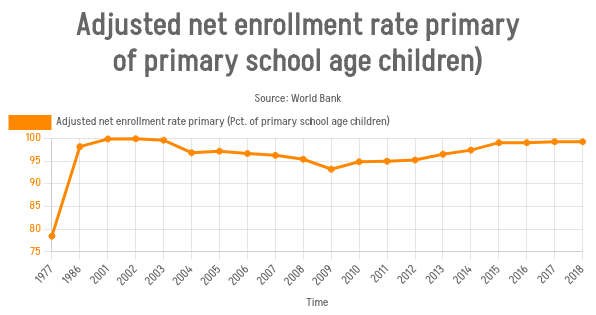 Adjusted net enrollment rate primary
of primary school age children)
Source: World Bank
Adjusted net enrollment rate primary (Pct. of primary school age children)
100
95
90
85
80
75
1977 1986 2001 2002 2003 2004 2005 2006 2007 2008 2009 2010 2011 2012 2013 2014 2015 2016 2017 2018
Time